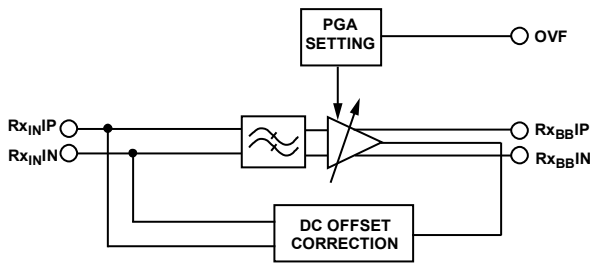 PGA
SETTING
OVF
RxINIP
RxBBIP
RxININ
RxBBIN
DC OFFSET
CORRECTION